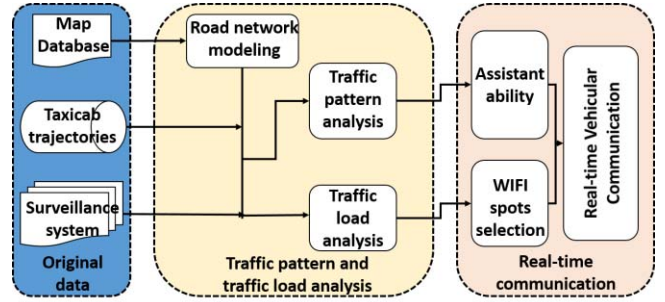 Map
Database
Taxicab
trajectories
Surveillance
system
Original
data
Road network
modeling
Traffic
pattern
analysis
Traffic
load
analysis
Traffic pattern and
traffic load analysis
Assistant
ability
WIFI
spots
selection
Real-time Vehicular
Communication
Real-time
communication